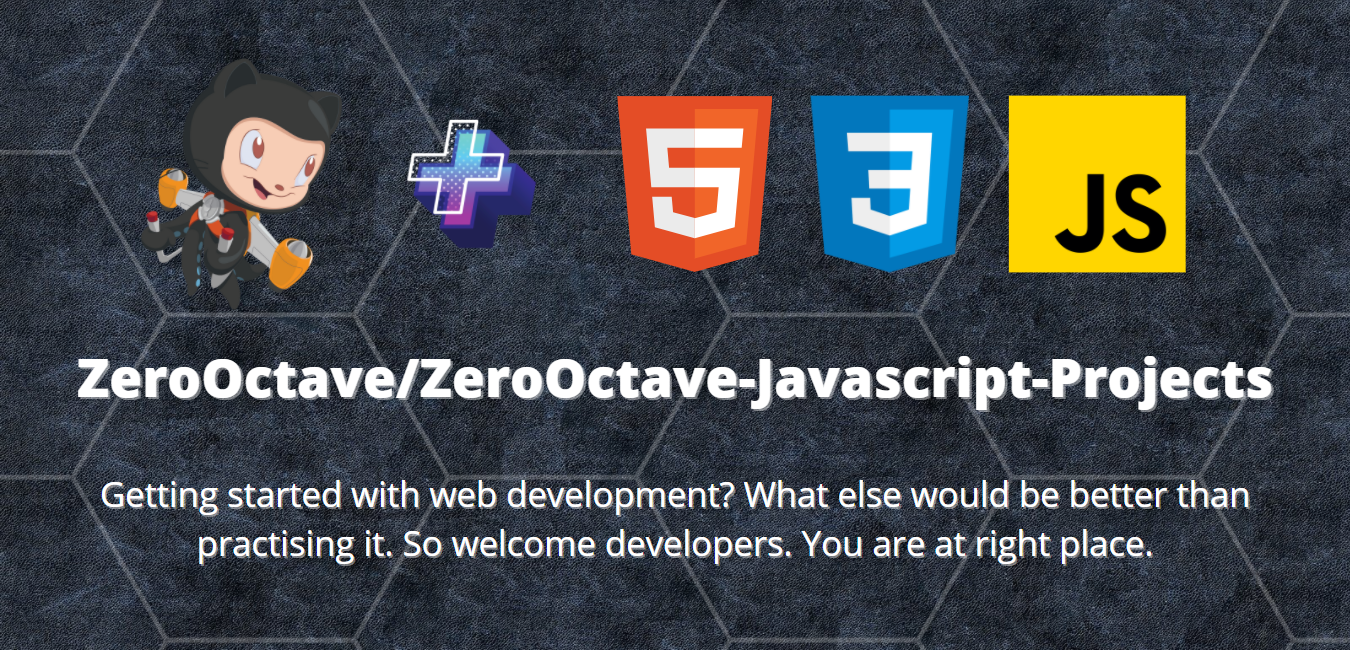 5
3
JS
ZeroOctave/ZeroOctave-Javascript-Projects
Getting started with web development? What else would be better than
practising it. So welcome developers. You are at right place.